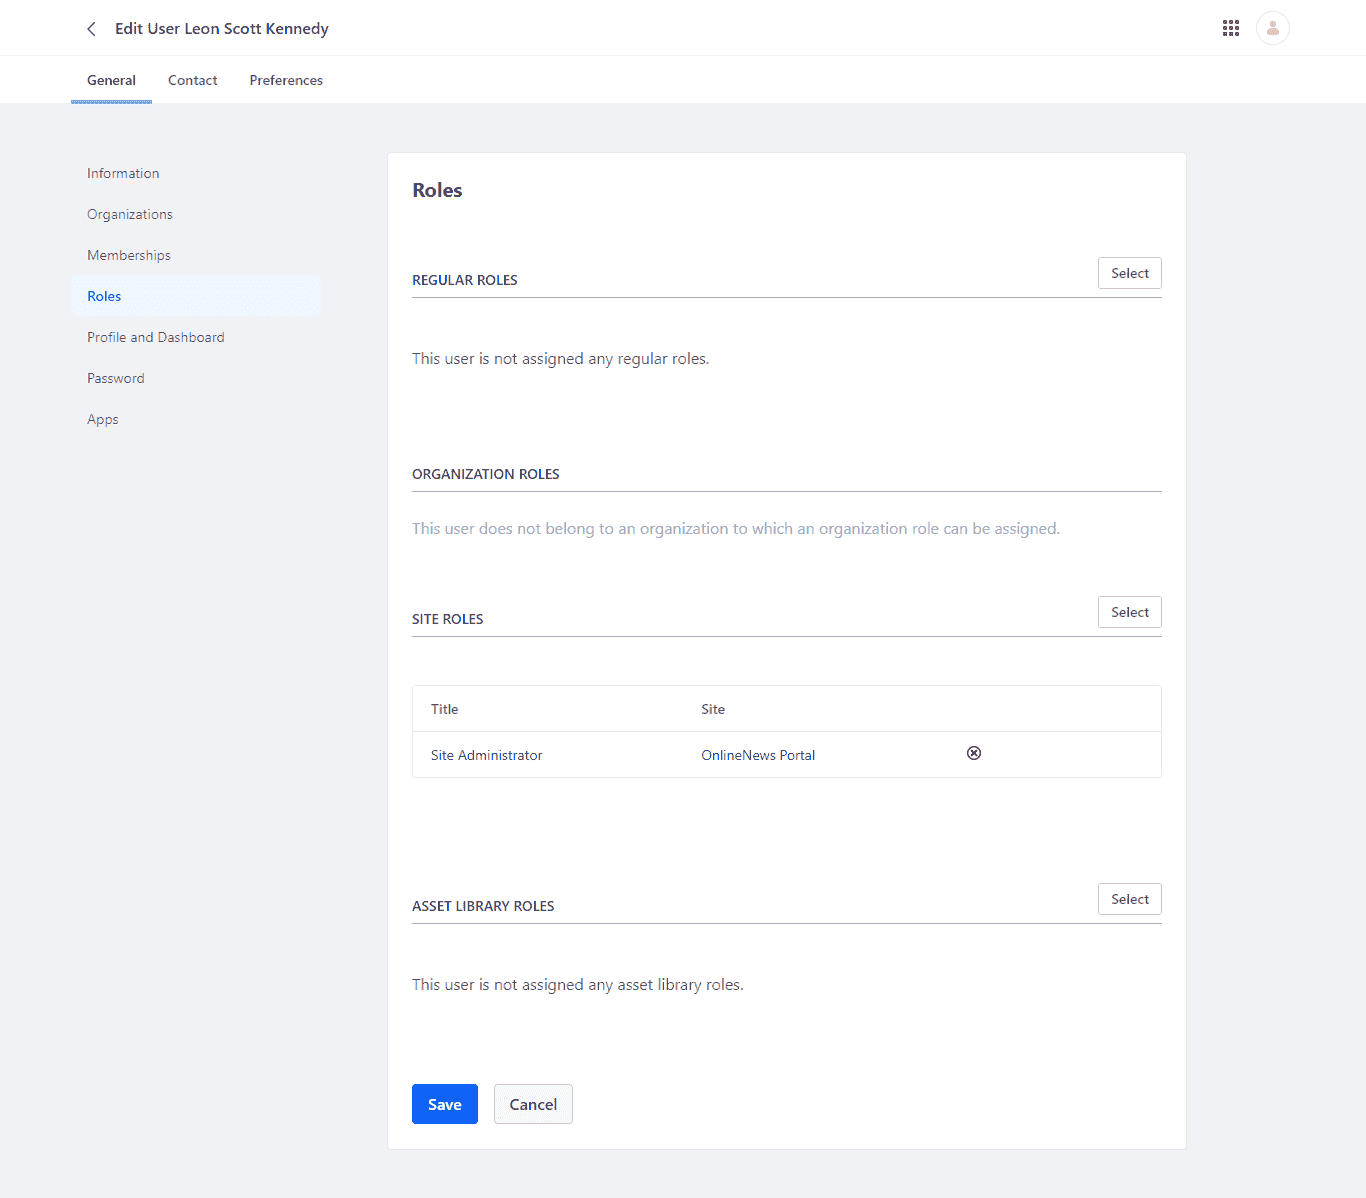 Edit User Leon Scott Kennedy
General Contact Preferences
Information
Organizations
Memberships
Roles
Profile and Dashboard
Password
Apps
Roles
REGULAR ROLES Select
This user is not assigned any regular roles.
ORGANIZATION ROLES
This user does not belong to an organization to which an organization role can be assigned.
SITE ROLES Select
Title Site
Site Administrator OnlineNews Portal
ASSET LIBRARY ROLES Select
This user is not assigned any asset library roles.
Save Cancel